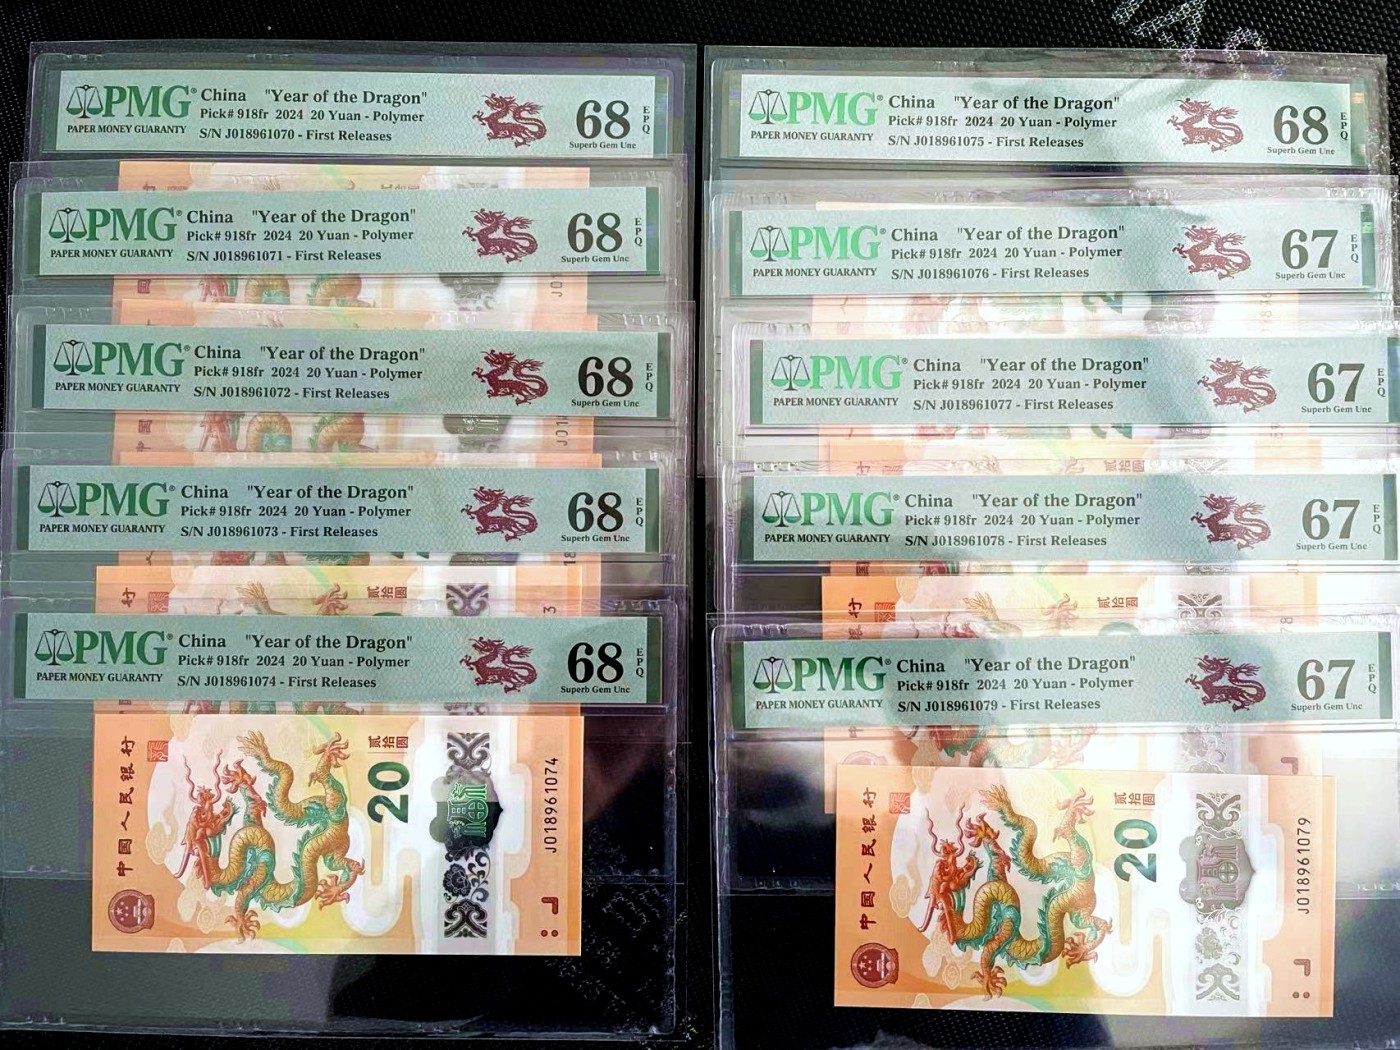 PMG® China "Year of the Dragon" 68 EPQ
Pick# 918fr 2024 20 Yuan - Polymer
PAPER MONEY GUARANTY S/N J018961070 - First Releases Superb Gem Unc
PMG® China "Year of the Dragon" 68 EPQ
Pick# 918fr 2024 20 Yuan - Polymer
PAPER MONEY GUARANTY S/N J018961071 - First Releases Superb Gem Unc
PMG® China "Year of the Dragon" 68 EPQ
Pick# 918fr 2024 20 Yuan - Polymer
PAPER MONEY GUARANTY S/N J018961072 - First Releases Superb Gem Unc
PMG® China "Year of the Dragon" 68 EPQ
Pick# 918fr 2024 20 Yuan - Polymer
PAPER MONEY GUARANTY S/N J018961073 - First Releases Superb Gem Unc
贰拾圆
PMG® China "Year of the Dragon" 68 EPQ
Pick# 918fr 2024 20 Yuan - Polymer
PAPER MONEY GUARANTY S/N J018961074 - First Releases Superb Gem Unc
中国人民银行
贰拾圆
20
福
J018961074
PMG® China "Year of the Dragon" 68 EPQ
Pick# 918fr 2024 20 Yuan - Polymer
PAPER MONEY GUARANTY S/N J018961075 - First Releases Superb Gem Unc
PMG® China "Year of the Dragon" 67 EPQ
Pick# 918fr 2024 20 Yuan - Polymer
PAPER MONEY GUARANTY S/N J018961076 - First Releases Superb Gem Unc
PMG® China "Year of the Dragon" 67 EPQ
Pick# 918fr 2024 20 Yuan - Polymer
PAPER MONEY GUARANTY S/N J018961077 - First Releases Superb Gem Unc
贰拾圆
PMG® China "Year of the Dragon" 67 EPQ
Pick# 918fr 2024 20 Yuan - Polymer
PAPER MONEY GUARANTY S/N J018961078 - First Releases Superb Gem Unc
贰拾圆
PMG® China "Year of the Dragon" 67 EPQ
Pick# 918fr 2024 20 Yuan - Polymer
PAPER MONEY GUARANTY S/N J018961079 - First Releases Superb Gem Unc
中国人民银行
贰拾圆
20
福
J018961079